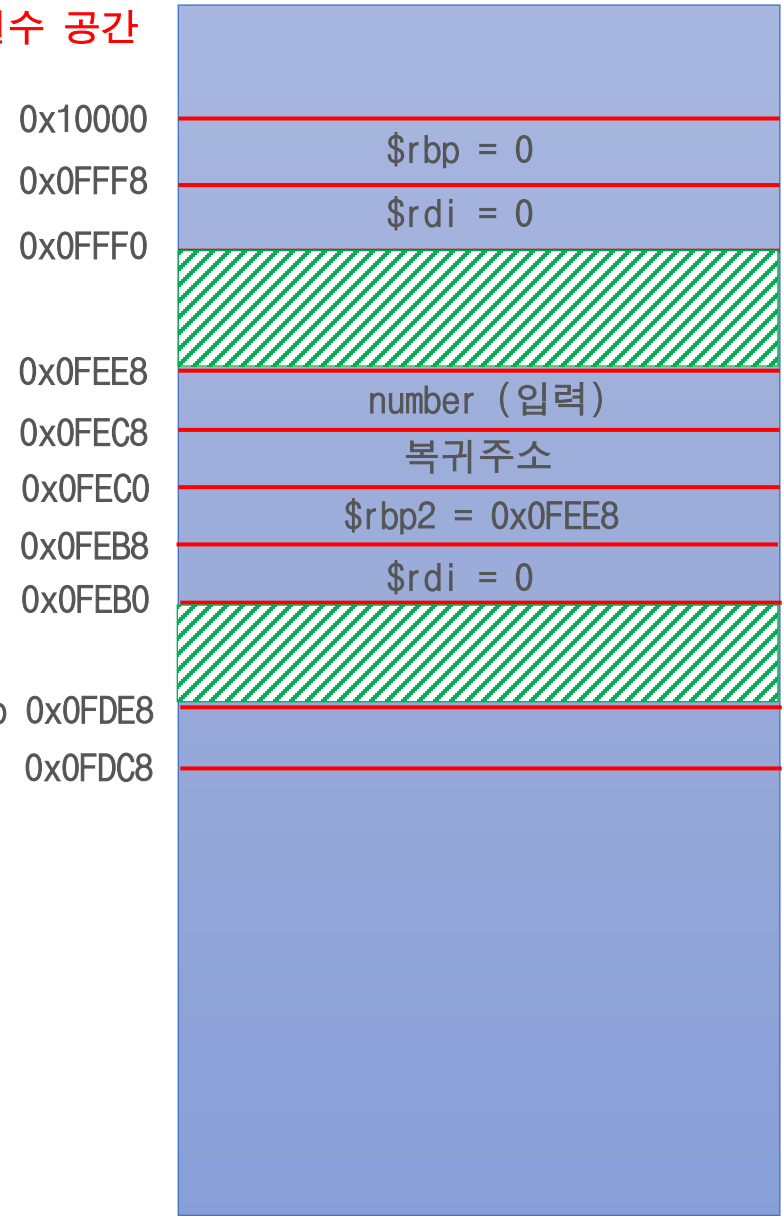 공간
0x10000
$rbp = 0
0x0FFF8
$rdi = 0
0x0FFF0
0x0FEE8
number (입력)
0x0FEC8
복귀주소
0x0FEC0
$rbp2 = 0x0FEE8
0x0FEB8
$rdi = 0
0x0FEB0
0x0FDE8
0x0FDC8